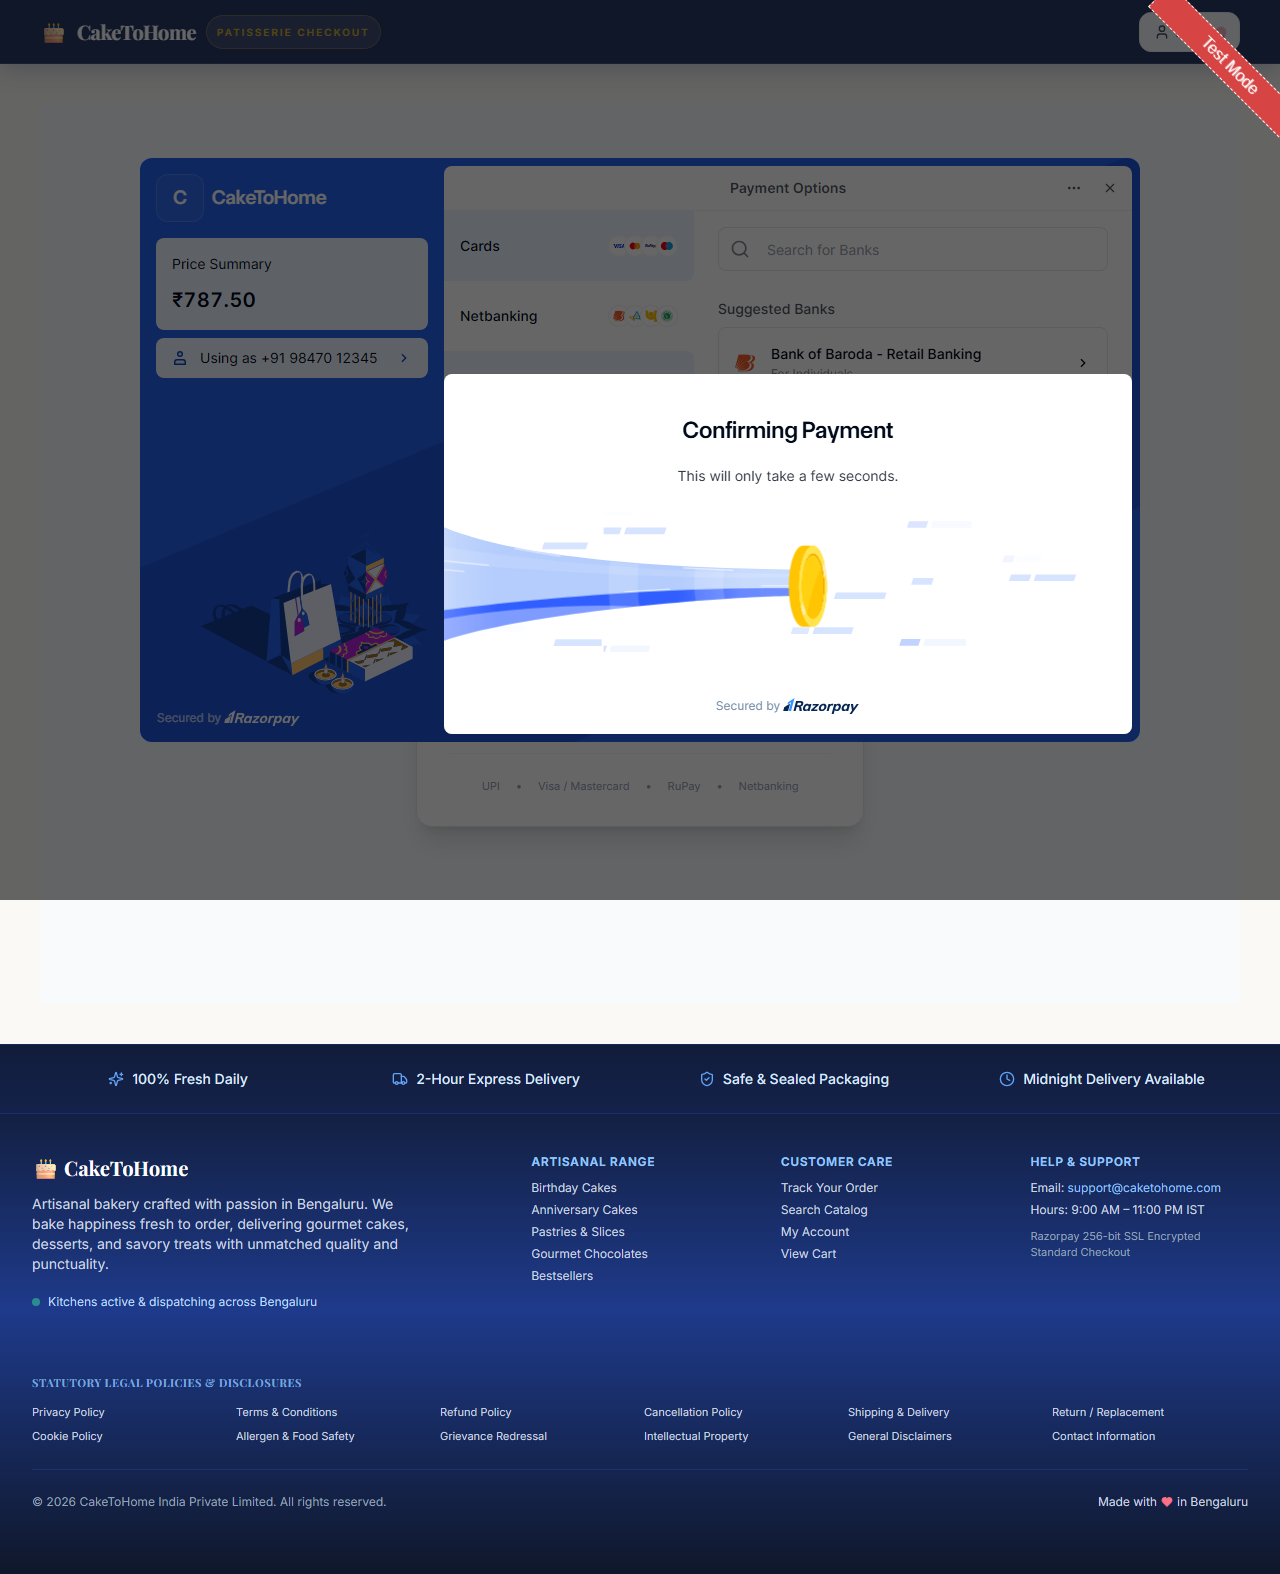 CakeToHome
PATISSERIE CHECKOUT
Test Mode
C
CakeToHome
Price Summary
₹787.50
Using as +91 98470 12345
Secured by Razorpay
Payment Options
Cards
VISA
Netbanking
Search for Banks
Suggested Banks
Bank of Baroda - Retail Banking
For Individuals
Confirming Payment
This will only take a few seconds.
Secured by Razorpay
UPI • Visa / Mastercard • RuPay • Netbanking
100% Fresh Daily
2-Hour Express Delivery
Safe & Sealed Packaging
Midnight Delivery Available
CakeToHome
Artisanal bakery crafted with passion in Bengaluru. We
bake happiness fresh to order, delivering gourmet cakes,
desserts, and savory treats with unmatched quality and
punctuality.
Kitchens active & dispatching across Bengaluru
ARTISANAL RANGE
Birthday Cakes
Anniversary Cakes
Pastries & Slices
Gourmet Chocolates
Bestsellers
CUSTOMER CARE
Track Your Order
Search Catalog
My Account
View Cart
HELP & SUPPORT
Email: support@caketohome.com
Hours: 9:00 AM – 11:00 PM IST
Razorpay 256-bit SSL Encrypted
Standard Checkout
STATUTORY LEGAL POLICIES & DISCLOSURES
Privacy Policy
Terms & Conditions
Refund Policy
Cancellation Policy
Shipping & Delivery
Return / Replacement
Cookie Policy
Allergen & Food Safety
Grievance Redressal
Intellectual Property
General Disclaimers
Contact Information
© 2026 CakeToHome India Private Limited. All rights reserved.
Made with ❤ in Bengaluru